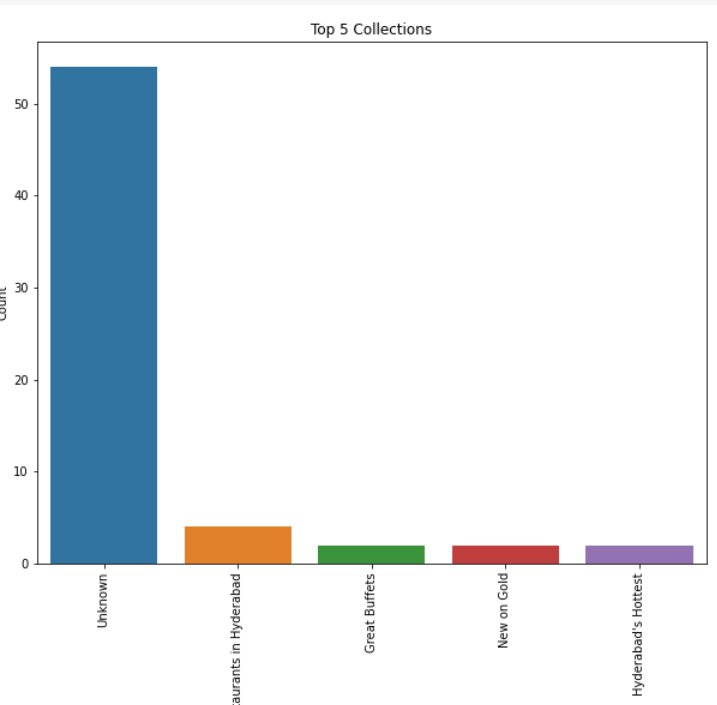 Top 5 Collections
50
40
30
20
10
0
Count
Unknown
in Hyderabad
Great Buffets
New on Gold
Hyderabad's Hottest